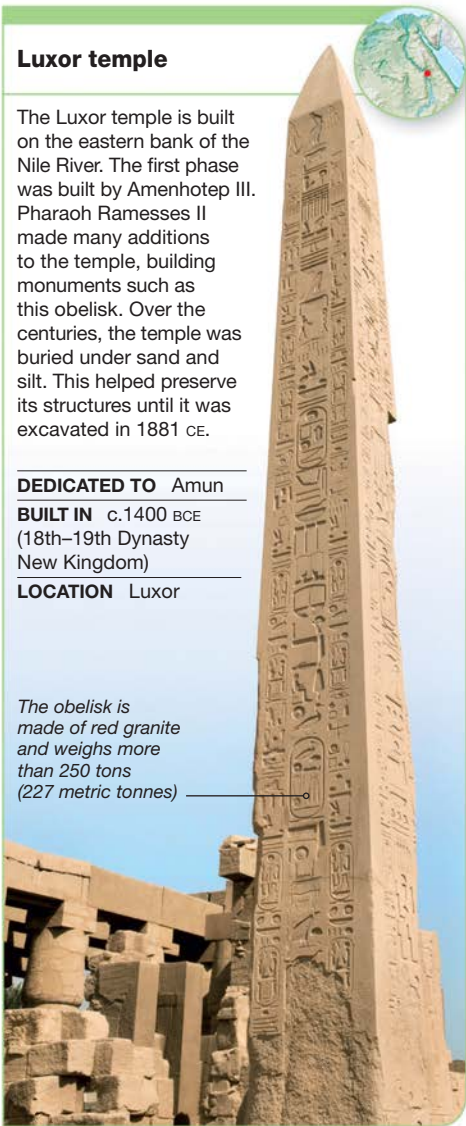 Luxor temple
The Luxor temple is built
on the eastern bank of the
Nile River. The first phase
was built by Amenhotep III.
Pharaoh Ramesses II
made many additions
to the temple, building
monuments such as
this obelisk. Over the
centuries, the temple was
buried under sand and
silt. This helped preserve
its structures until it was
excavated in 1881 CE.
DEDICATED TO Amun
BUILT IN c.1400 BCE
(18th–19th Dynasty
New Kingdom)
LOCATION Luxor
The obelisk is
made of red granite
and weighs more
than 250 tons
(227 metric tonnes)